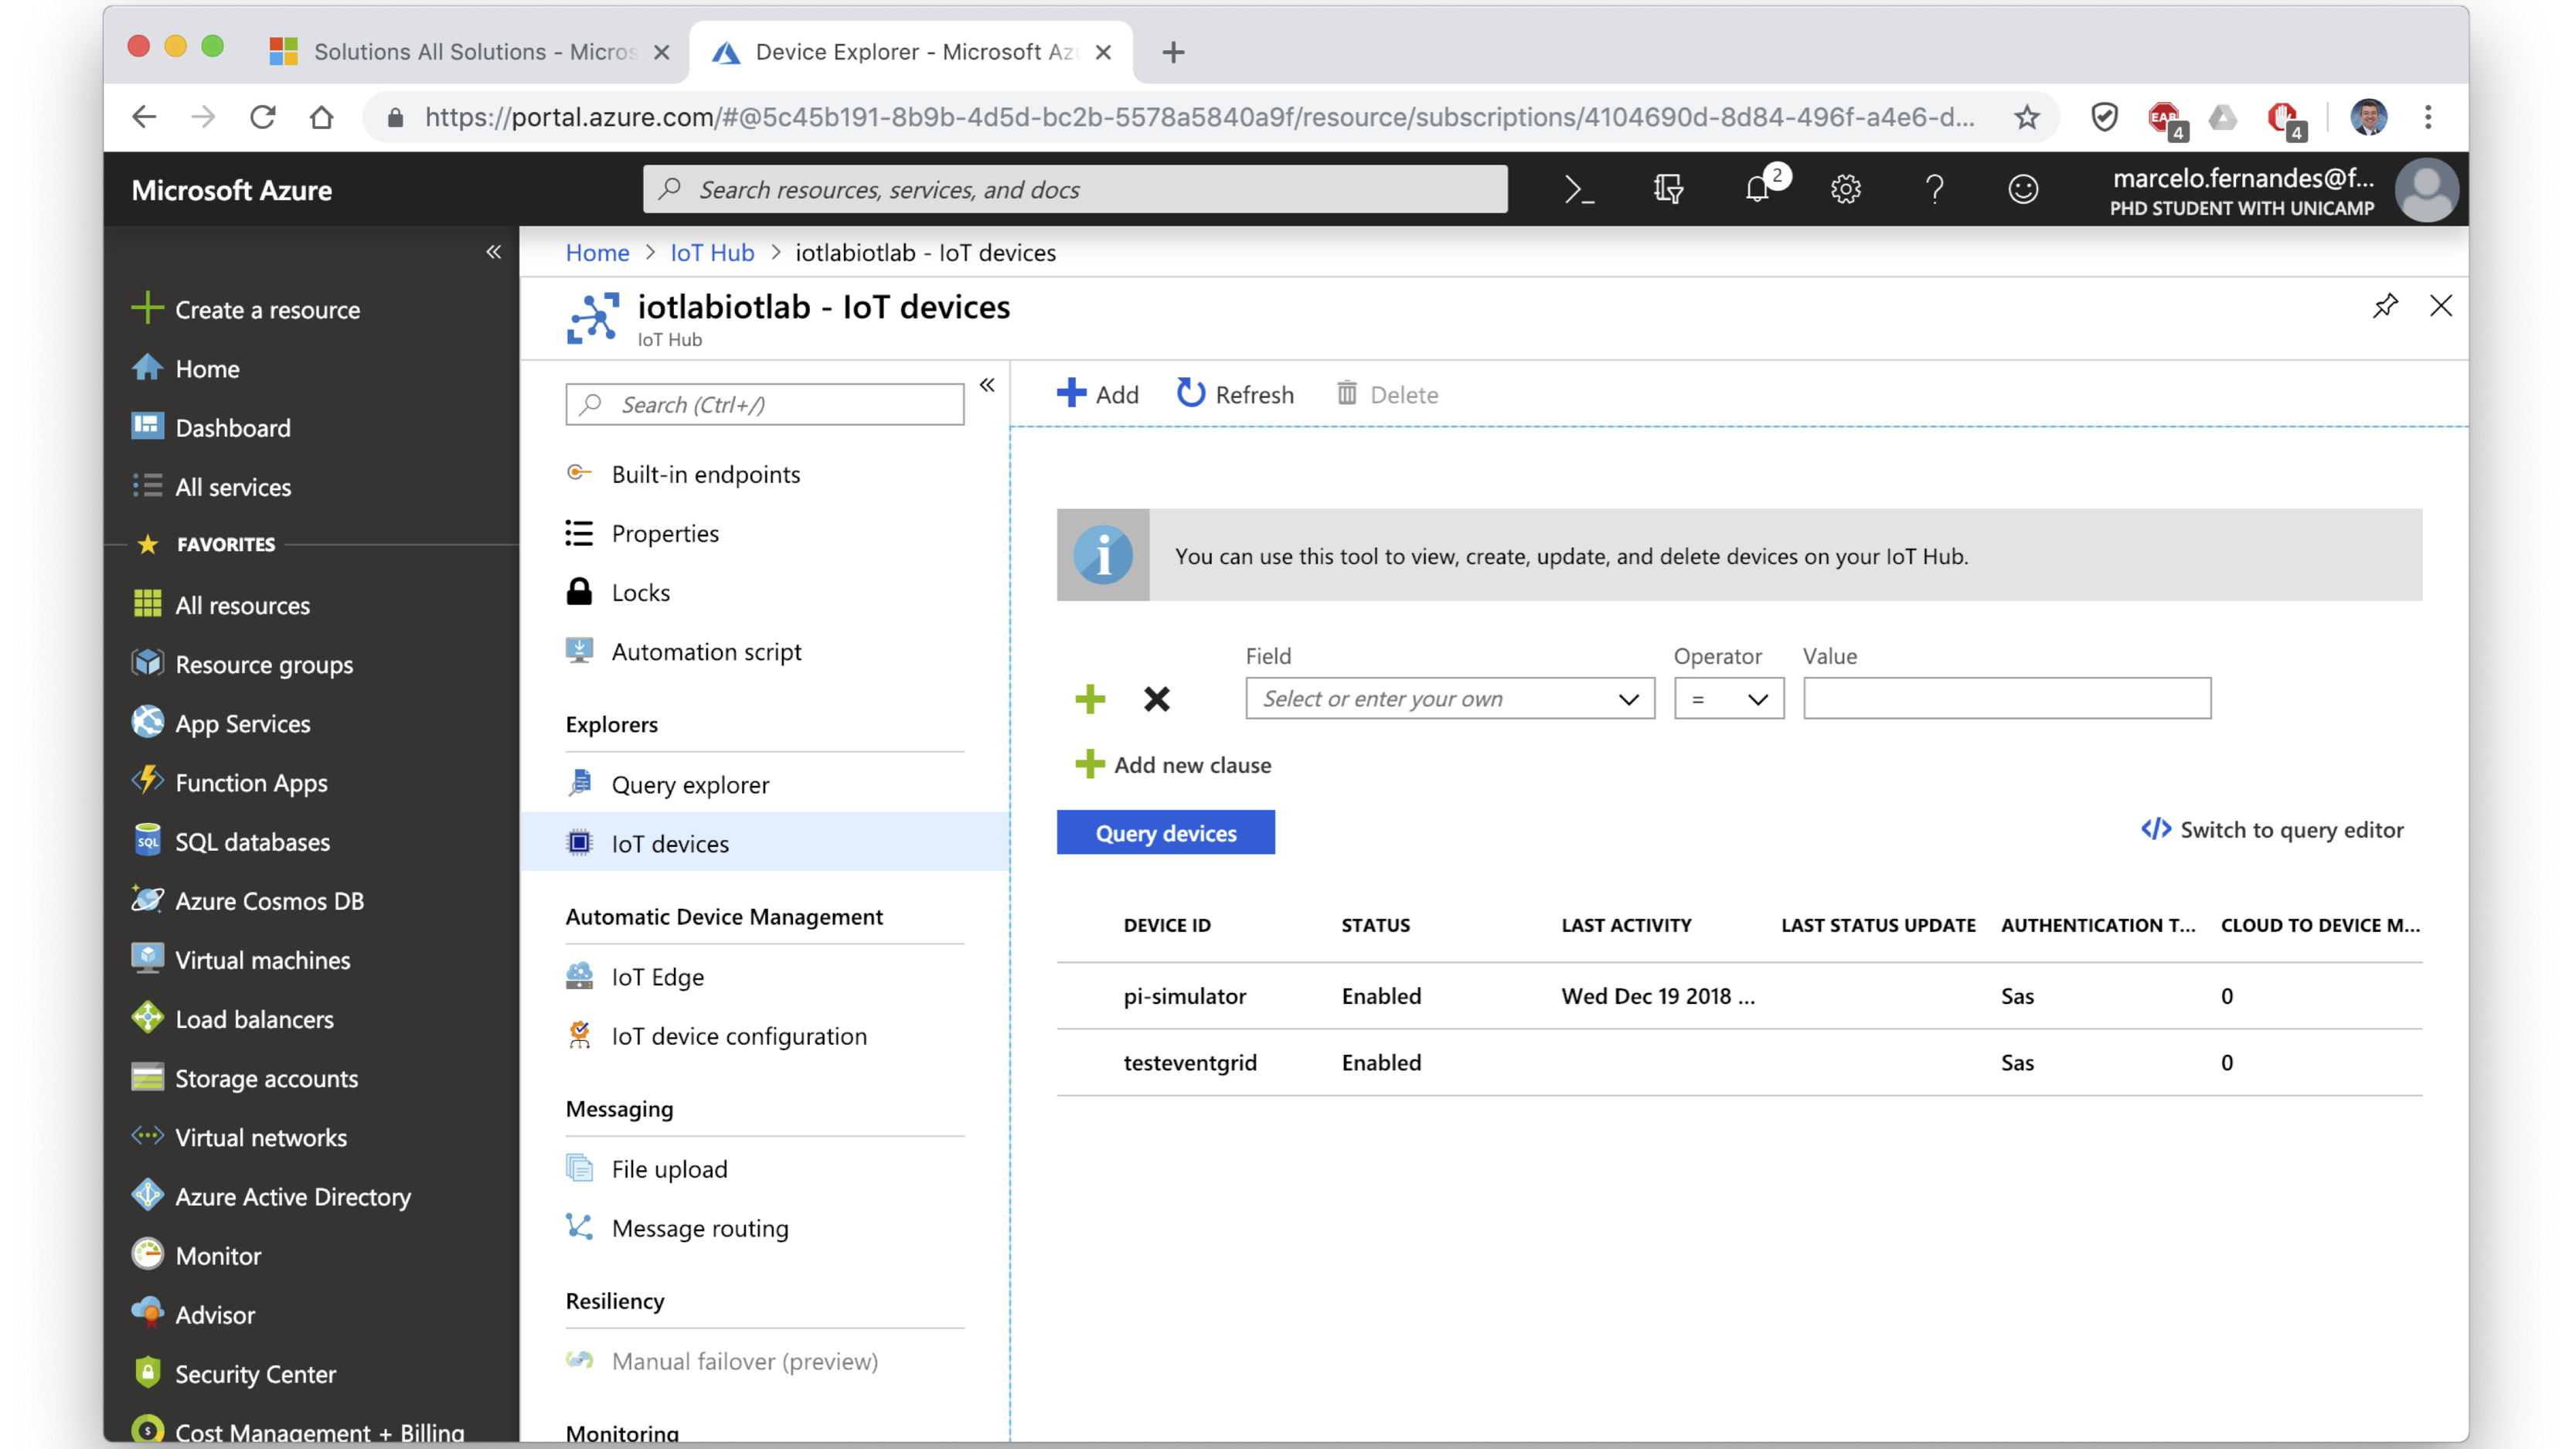 Solutions All Solutions - Micros
Device Explorer - Microsoft Az
https://portal.azure.com/#@5c45b191-8b9b-4d5d-bc2b-5578a5840a9f/resource/subscriptions/4104690d-8d84-496f-a4e6-d...
EAB
4
4
Microsoft Azure
Search resources, services, and docs
2
marcelo.fernandes@f...
PHD STUDENT WITH UNICAMP
Create a resource
Home
Dashboard
All services
FAVORITES
All resources
Resource groups
App Services
Function Apps
SQL
SQL databases
Azure Cosmos DB
Virtual machines
Load balancers
Storage accounts
Virtual networks
Azure Active Directory
Monitor
Advisor
Security Center
Cost Management + Billing
Home > IoT Hub > iotlabiotlab - IoT devices
iotlabiotlab - IoT devices
IoT Hub
Search (Ctrl+/)
Built-in endpoints
Properties
Locks
Automation script
Explorers
Query explorer
IoT devices
Automatic Device Management
IoT Edge
IoT device configuration
Messaging
File upload
Message routing
Resiliency
Manual failover (preview)
Monitoring
Add Refresh Delete
You can use this tool to view, create, update, and delete devices on your IoT Hub.
Field Operator Value
Select or enter your own =
Add new clause
Query devices
</> Switch to query editor
DEVICE ID STATUS LAST ACTIVITY LAST STATUS UPDATE AUTHENTICATION T... CLOUD TO DEVICE M...
pi-simulator Enabled Wed Dec 19 2018 ... Sas 0
testeventgrid Enabled Sas 0